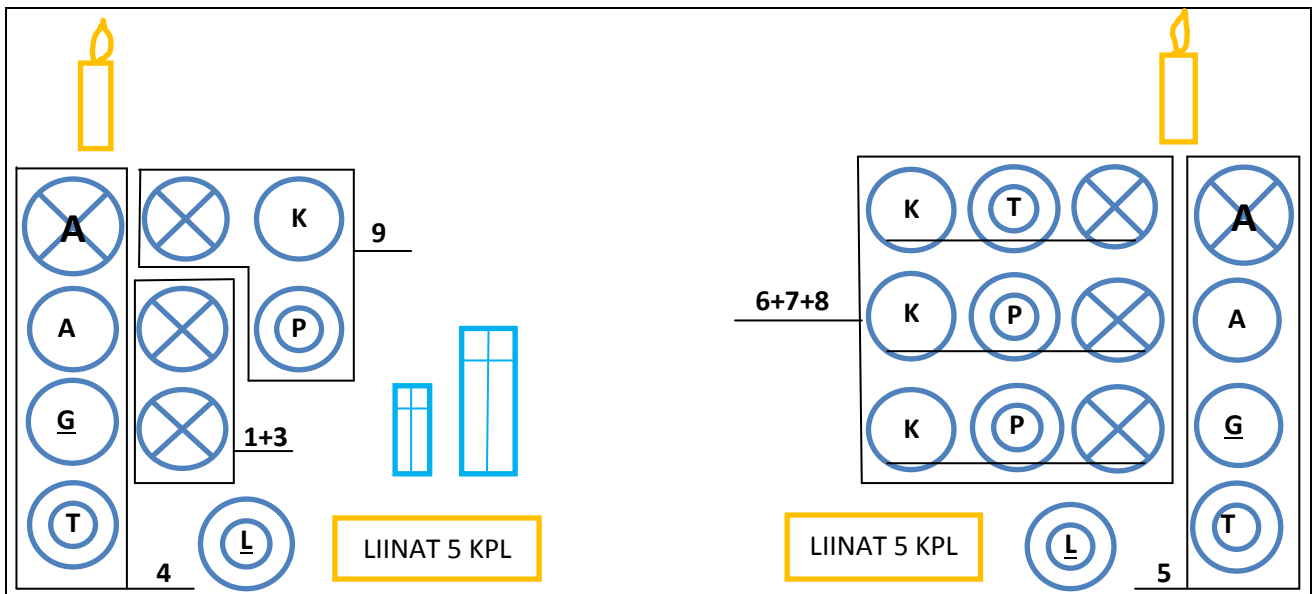 A K 9 K T A
A P 6+7+8 K P A
G 1+3 K P G
T L LIINAT 5 KPL LIINAT 5 KPL L T
4 5